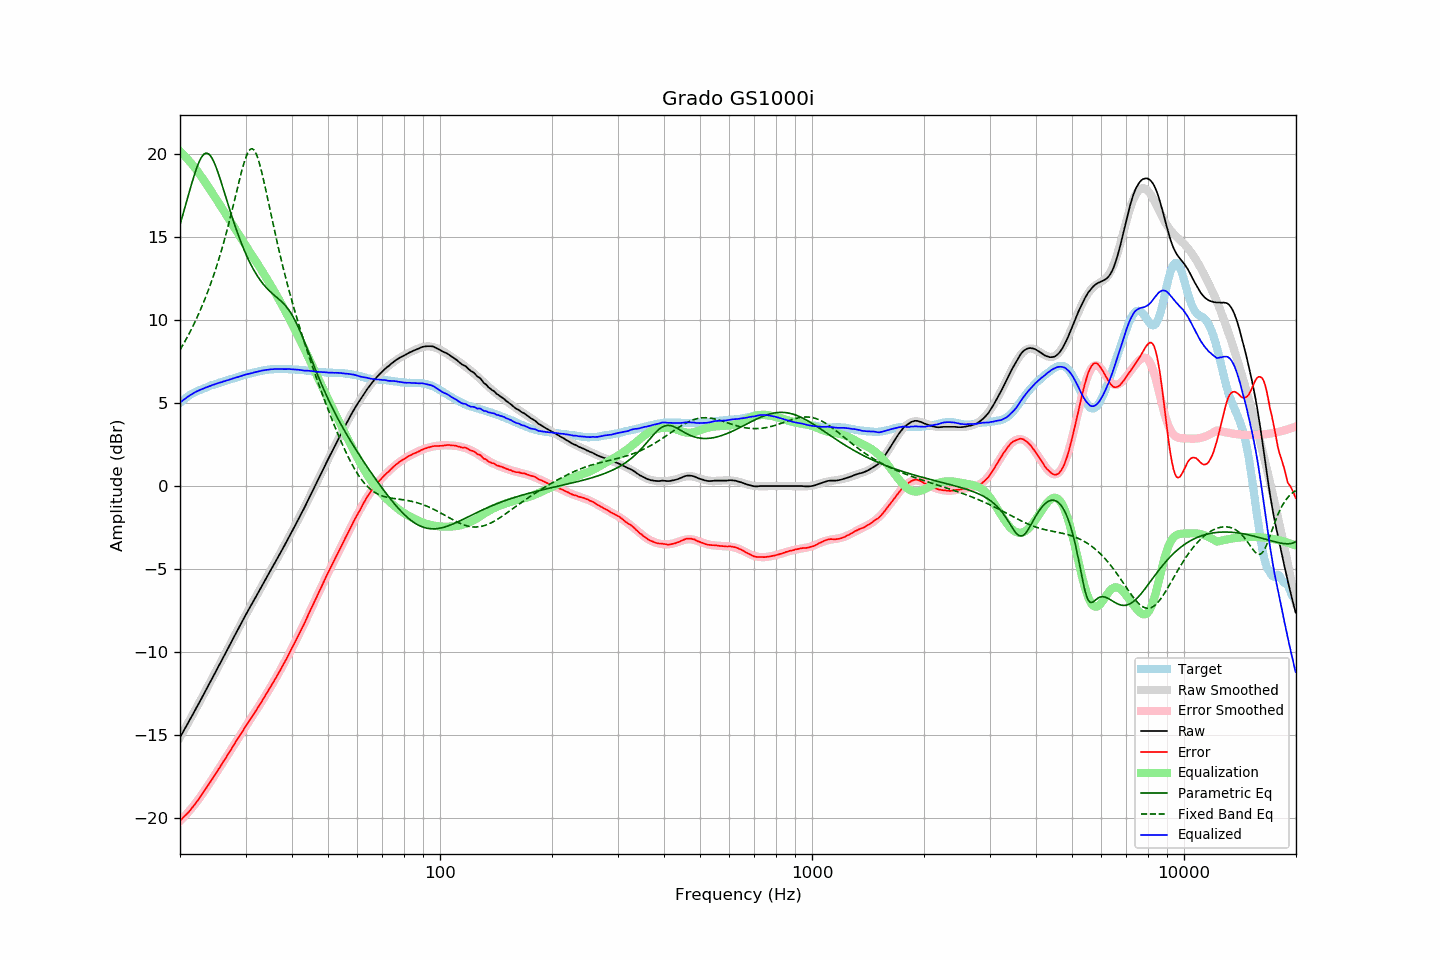 Grado GS1000i
Amplitude (dBr)
20
15
10
5
0
−5
−10
−15
−20
Target
Raw Smoothed
Error Smoothed
Raw
Error
Equalization
Parametric Eq
Fixed Band Eq
Equalized
100
1000
10000
Frequency (Hz)